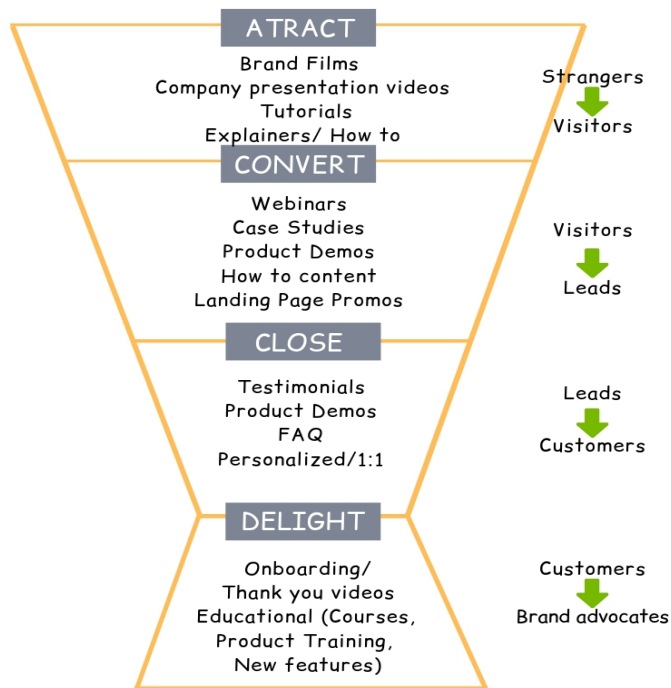 ATRACT
Brand Films
Company presentation videos
Tutorials
Explainers/ How to
Strangers
Visitors
CONVERT
Webinars
Case Studies
Product Demos
How to content
Landing Page Promos
Visitors
Leads
CLOSE
Testimonials
Product Demos
FAQ
Personalized/1:1
Leads
Customers
DELIGHT
Onboarding/
Thank you videos
Educational (Courses,
Product Training,
New features)
Customers
Brand advocates